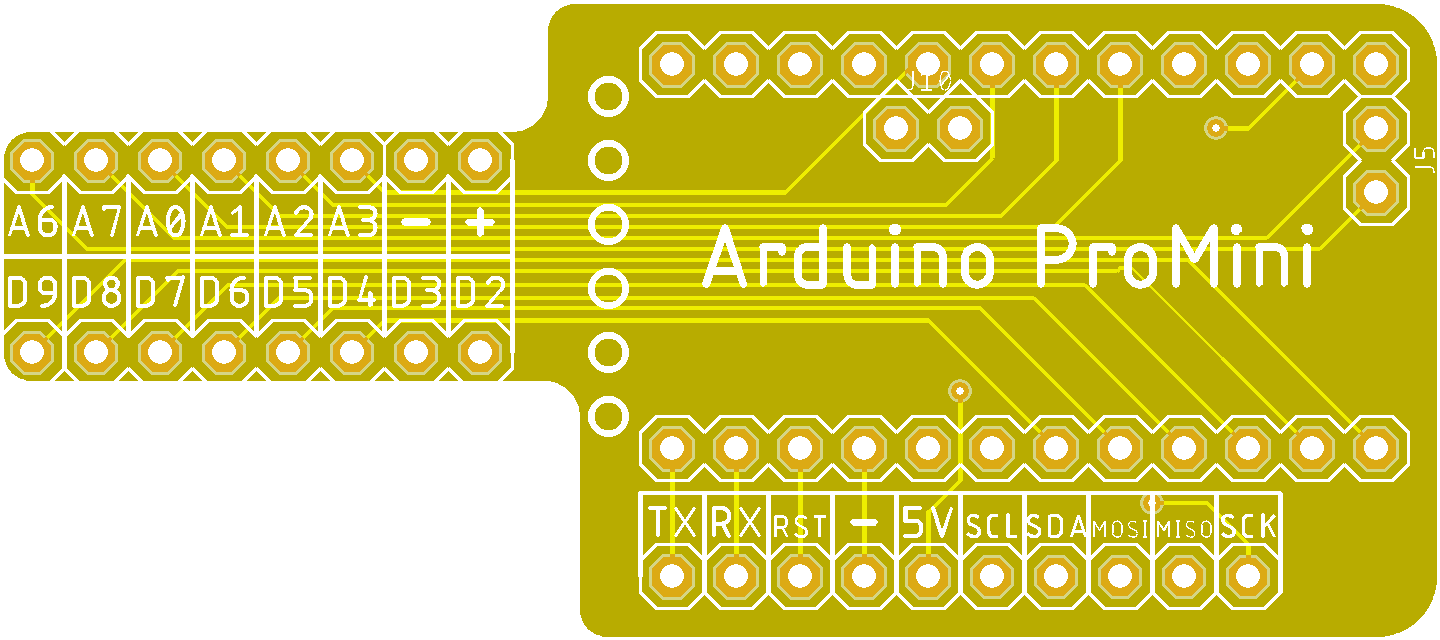 J10
J5
A6 A7 A0 A1 A2 A3 - +
Arduino ProMini
D9 D8 D7 D6 D5 D4 D3 D2
TX RX RST - 5V SCL SDA MOSI MISO SCK